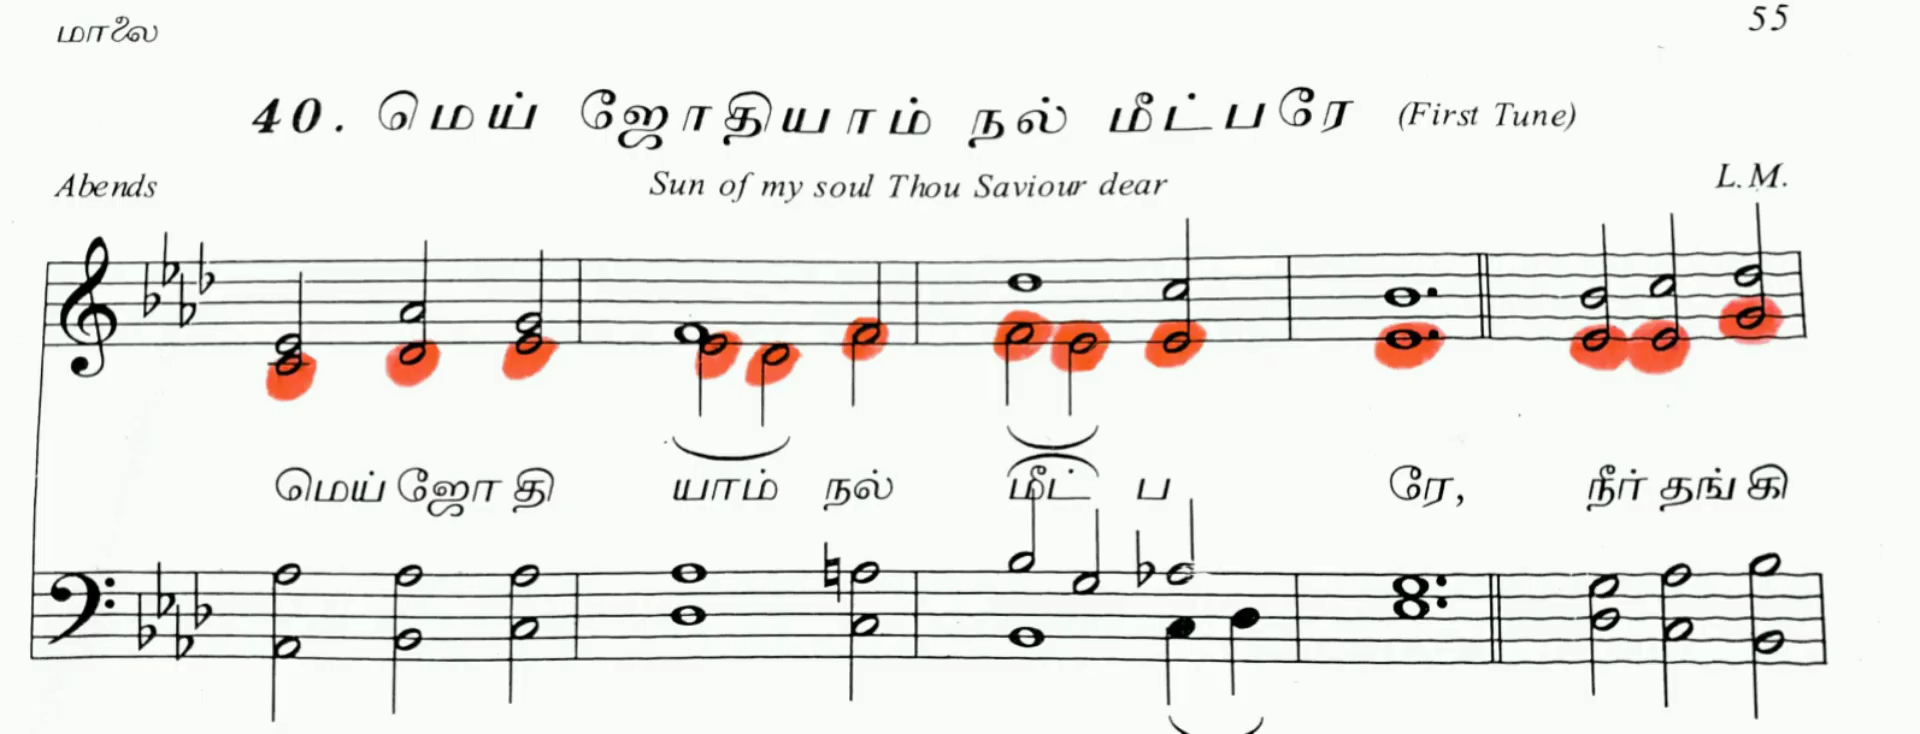 மாலை 55
40. மெய் ஜோதியாம் நல் மீட்பரே (First Tune)
Abends Sun of my soul Thou Saviour dear L.M.
மெய் ஜோ தி யாம் நல் மீட் ப ரே, நீர் தங் கி